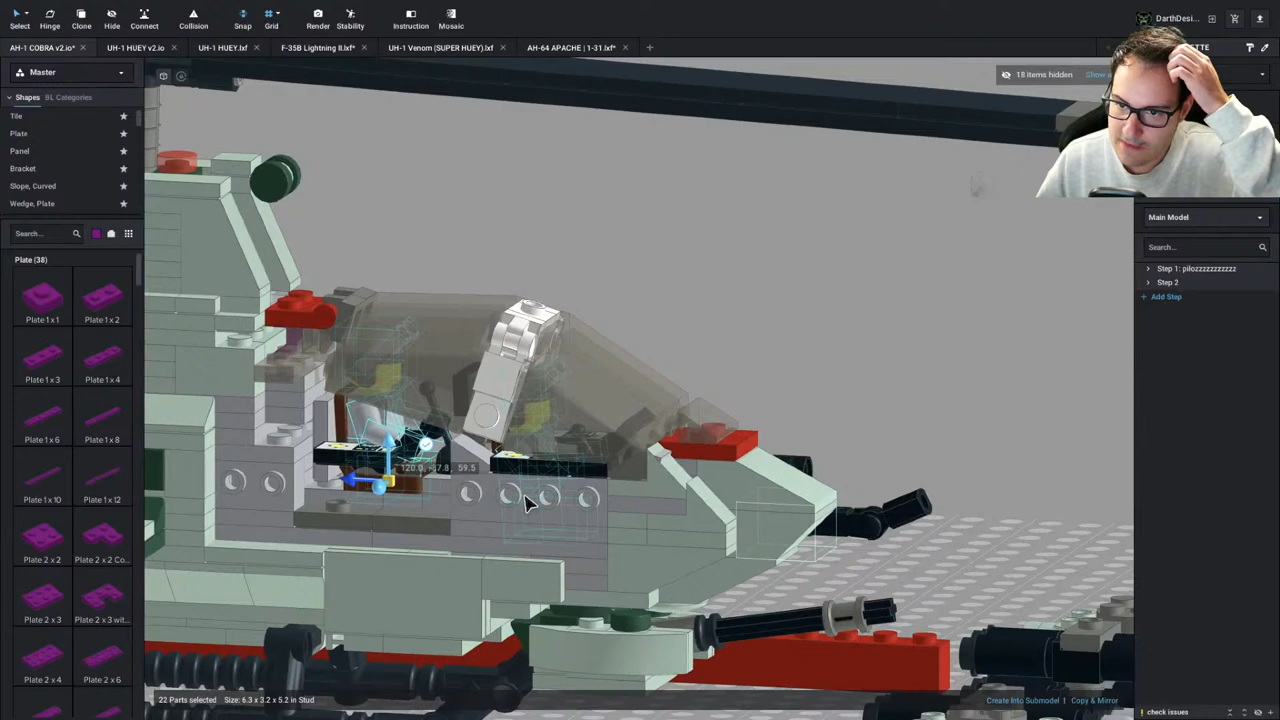 Select
Hinge
Clone
Hide
Connect
Collision
Snap
Grid
Render
Stability
Instruction
Mosaic
DarthDesi...
AH-1 COBRA v2.io*
UH-1 HUEY v2.io
UH-1 HUEY.lxf
F-35B Lightning II.lxf*
UH-1 Venom (SUPER HUEY).lxf
AH-64 APACHE | 1-31.lxf*
Master
18 items hidden
Shapes
BL Categories
Tile
Plate
Panel
Bracket
Slope, Curved
Wedge, Plate
Search...
Plate (38)
Plate 1 x 1
Plate 1 x 2
Plate 1 x 3
Plate 1 x 4
Plate 1 x 6
Plate 1 x 8
Plate 1 x 10
Plate 1 x 12
Plate 2 x 2
Plate 2 x 2 Co...
Plate 2 x 3
Plate 2 x 3 wit...
Plate 2 x 4
Plate 2 x 6
Main Model
Search...
Step 1: pilozzzzzzzzzz
Step 2
+ Add Step
22 Parts selected
Size: 6.3 x 3.2 x 5.2 in Stud
Create Into Submodel
Copy & Mirror
check issues